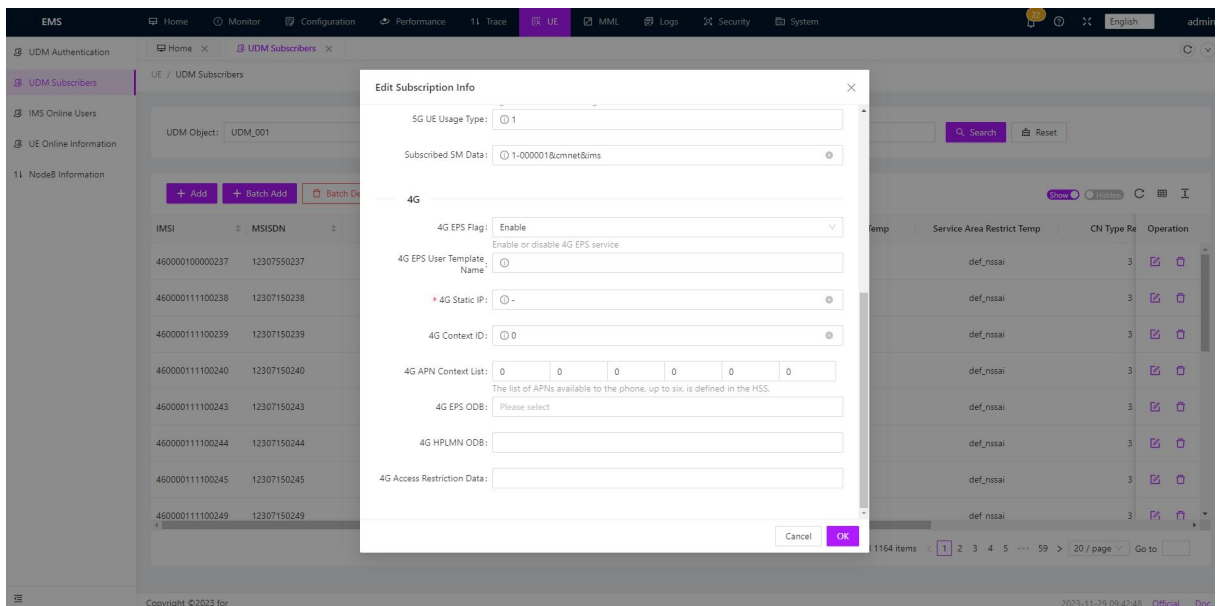 EMS Home Monitor Configuration Performance Trace UE MML Logs Security System 22 English admin
UDM Authentication
UDM Subscribers
IMS Online Users
UE Online Information
NodeB Information
Home UDM Subscribers
UE / UDM Subscribers
UDM Object: UDM_001
Search Reset
+ Add + Batch Add Batch De
Show Hidden
IMSI MSISDN
Temp Service Area Restrict Temp CN Type Re Operation
460000100000237 12307550237 def_nssai 3
460000111100238 12307150238 def_nssai 3
460000111100239 12307150239 def_nssai 3
460000111100240 12307150240 def_nssai 3
460000111100243 12307150243 def_nssai 3
460000111100244 12307150244 def_nssai 3
460000111100245 12307150245 def_nssai 3
460000111100249 12307150249 def nssai 3
Edit Subscription Info
5G UE Usage Type: 1
Subscribed SM Data: 1-000001&cmnet&ims
4G
4G EPS Flag: Enable
Enable or disable 4G EPS service
4G EPS User Template
Name:
* 4G Static IP: -
4G Context ID: 0
4G APN Context List: 0 0 0 0 0 0
The list of APNs available to the phone, up to six, is defined in the HSS.
4G EPS ODB: Please select
4G HPLMN ODB:
4G Access Restriction Data:
Cancel OK
1164 items < 1 2 3 4 5 ··· 59 > 20 / page Go to
Copyright ©2023 for
2023-11-29 09:42:48 Official Doc